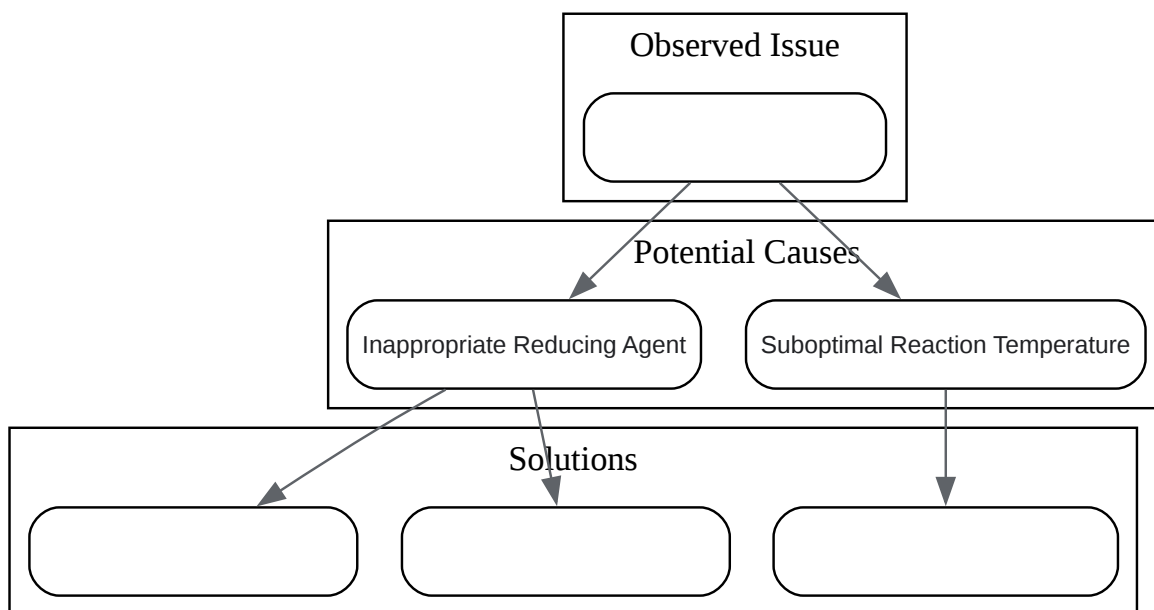 Observed Issue
Potential Causes
Inappropriate Reducing Agent
Suboptimal Reaction Temperature
Solutions